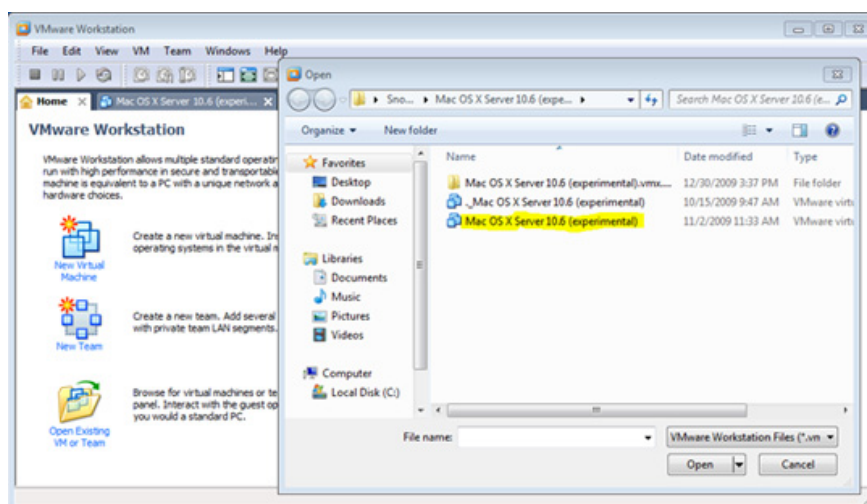 VMware Workstation
File Edit View VM Team Windows Help
Home
Mac OS X Server 10.6 (experi...
VMware Workstation
VMware Workstation allows multiple standard operatin
run with high performance in secure and transportable
machine is equivalent to a PC with a unique network a
hardware choices.
New Virtual
Machine
Create a new virtual machine. In
operating systems in the virtual m
New Team
Create a new team. Add several
with private team LAN segments.
Open Existing
VM or Team
Browse for virtual machines or te
panel. Interact with the guest op
you would a standard PC.
Open
Sno... Mac OS X Server 10.6 (expe...
Search Mac OS X Server 10.6 (e...
Organize New folder
Favorites
Desktop
Downloads
Recent Places
Libraries
Documents
Music
Pictures
Videos
Computer
Local Disk (C:)
Name Date modified Type
Mac OS X Server 10.6 (experimental).vmx.... 12/30/2009 3:37 PM File folder
._Mac OS X Server 10.6 (experimental) 10/15/2009 9:47 AM VMware virtu
Mac OS X Server 10.6 (experimental) 11/2/2009 11:33 AM VMware virtu
File name:
VMware Workstation Files (*.vm
Open Cancel